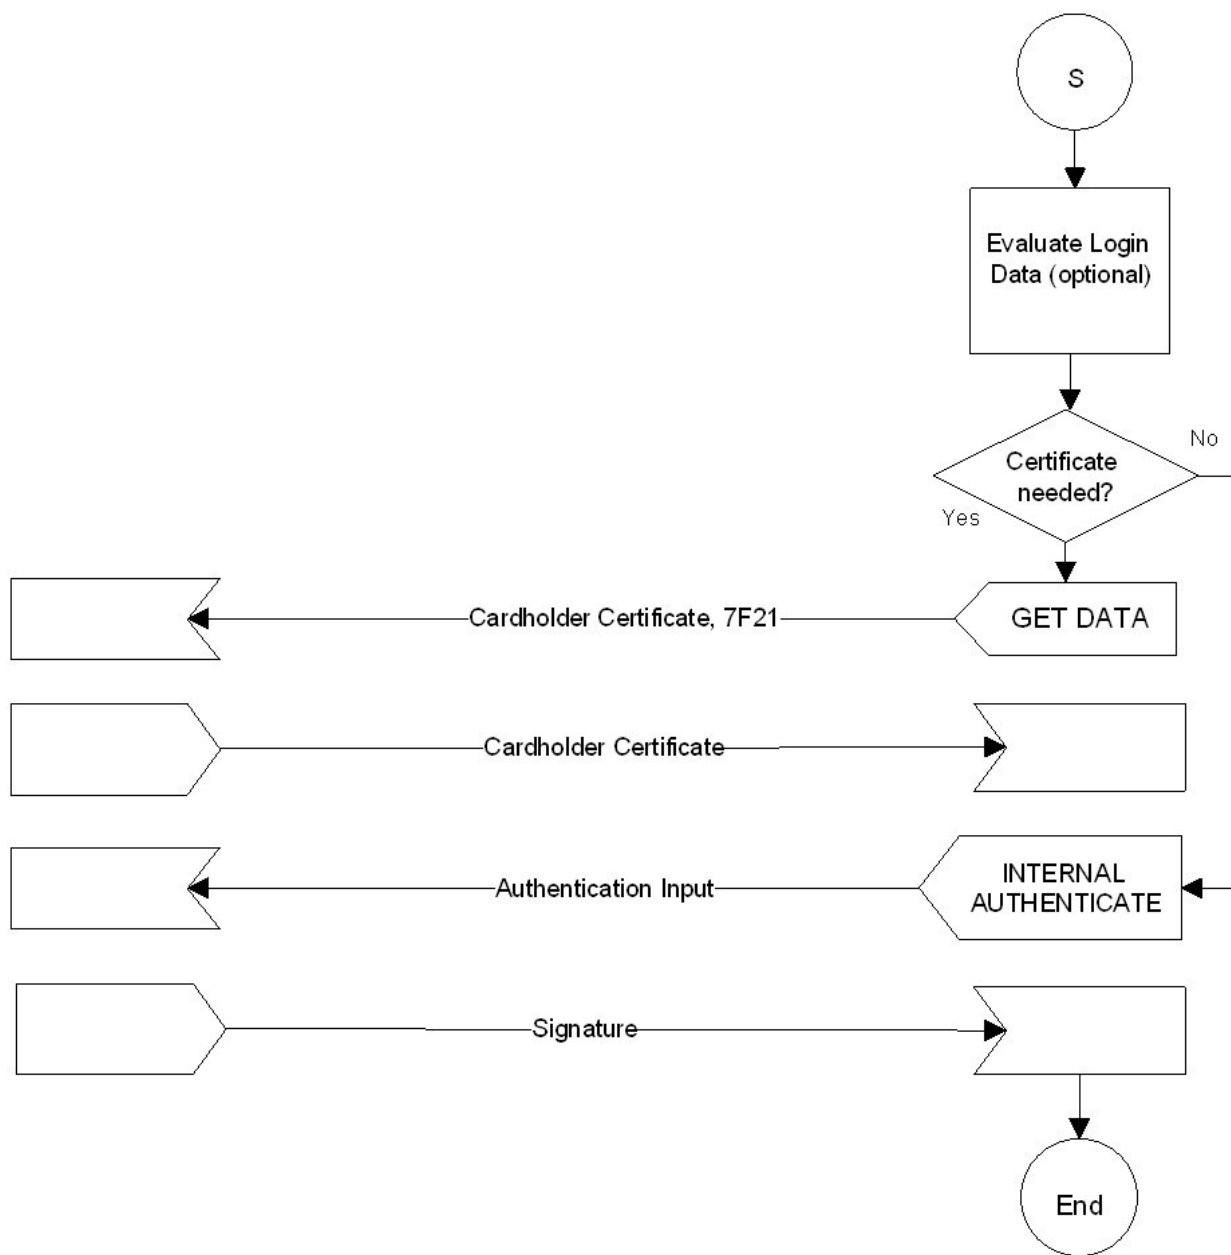 S
Evaluate Login
Data (optional)
No
Certificate
needed?
Yes
Cardholder Certificate, 7F21
GET DATA
Cardholder Certificate
Authentication Input
INTERNAL
AUTHENTICATE
Signature
End